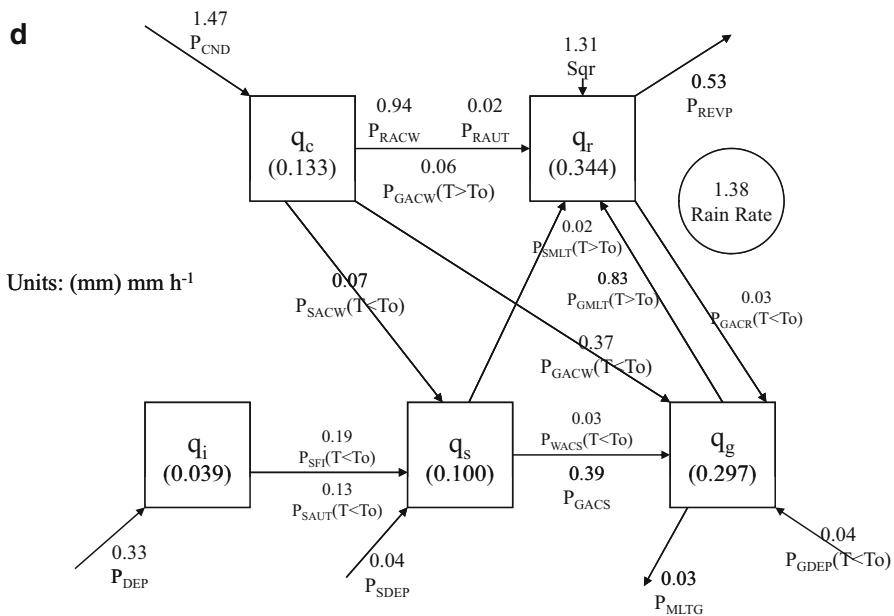 d
1.47
P_CND
1.31
Sqr
0.53
P_REVP
0.94
P_RACW
0.02
P_RAUT
q_c
(0.133)
q_r
(0.344)
0.06
P_GACW(T>To)
1.38
Rain Rate
0.02
P_SMLT(T>To)
Units: (mm) mm h-1
0.07
P_SACW(T<To)
0.83
P_GMLT(T>To)
0.03
P_GACR(T<To)
0.37
P_GACW(T<To)
q_i
(0.039)
0.19
P_SFI(T<To)
0.13
P_SAUT(T<To)
q_s
(0.100)
0.03
P_WACS(T<To)
0.39
P_GACS
q_g
(0.297)
0.33
P_DEP
0.04
P_SDEP
0.03
P_MLTG
0.04
P_GDEP(T<To)